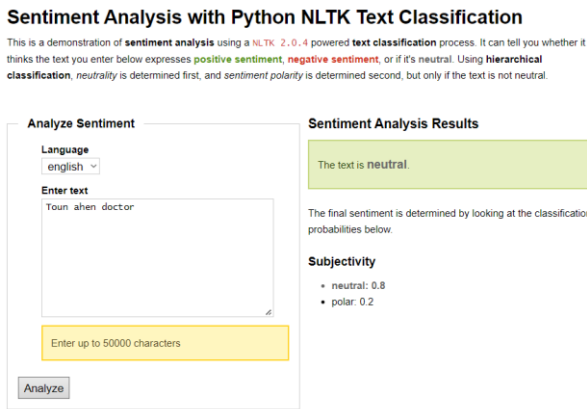 Sentiment Analysis with Python NLTK Text Classification
This is a demonstration of sentiment analysis using a NLTK 2.0.4 powered text classification process. It can tell you whether it
thinks the text you enter below expresses positive sentiment, negative sentiment, or if it's neutral. Using hierarchical
classification, neutrality is determined first, and sentiment polarity is determined second, but only if the text is not neutral.
Analyze Sentiment
Language
english
Enter text
Toun ahen doctor
Enter up to 50000 characters
Analyze
Sentiment Analysis Results
The text is neutral.
The final sentiment is determined by looking at the classification
probabilities below.
Subjectivity
neutral: 0.8
polar: 0.2